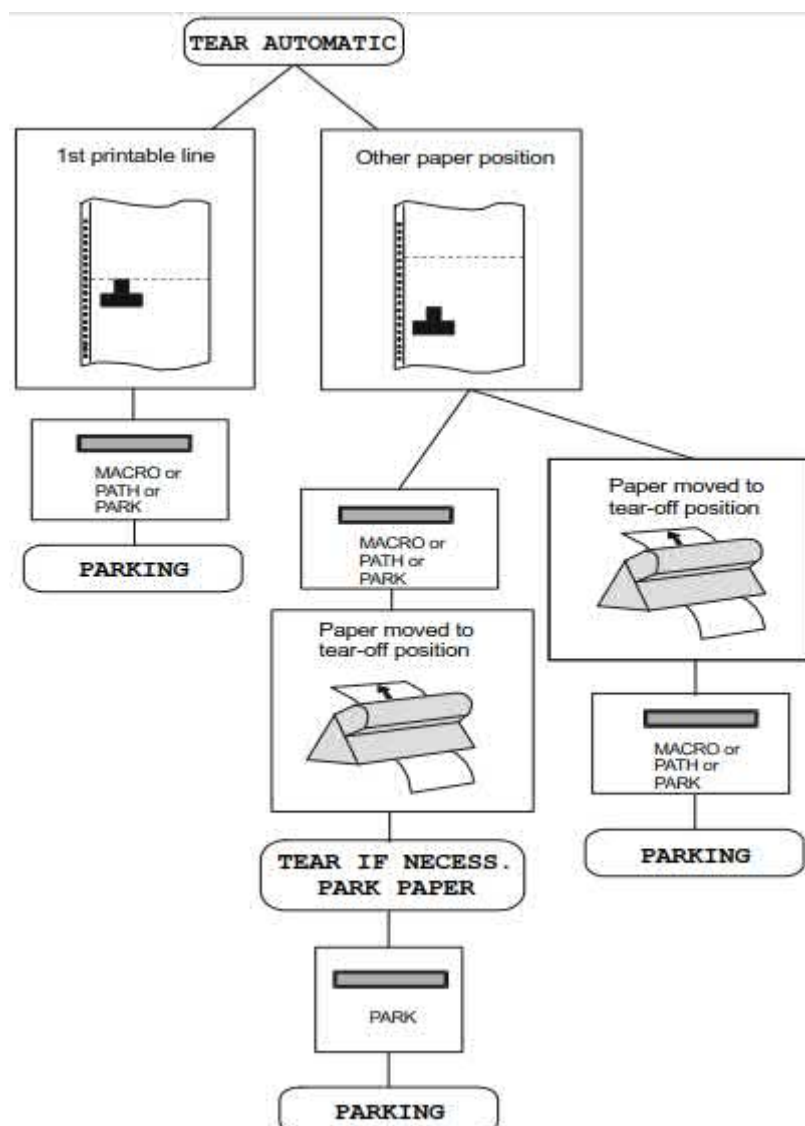 TEAR AUTOMATIC
1st printable line
Other paper position
MACRO or
PATH or
PARK
PARKING
MACRO or
PATH or
PARK
Paper moved to
tear-off position
TEAR IF NECESS.
PARK PAPER
PARK
PARKING
Paper moved to
tear-off position
MACRO or
PATH or
PARK
PARKING